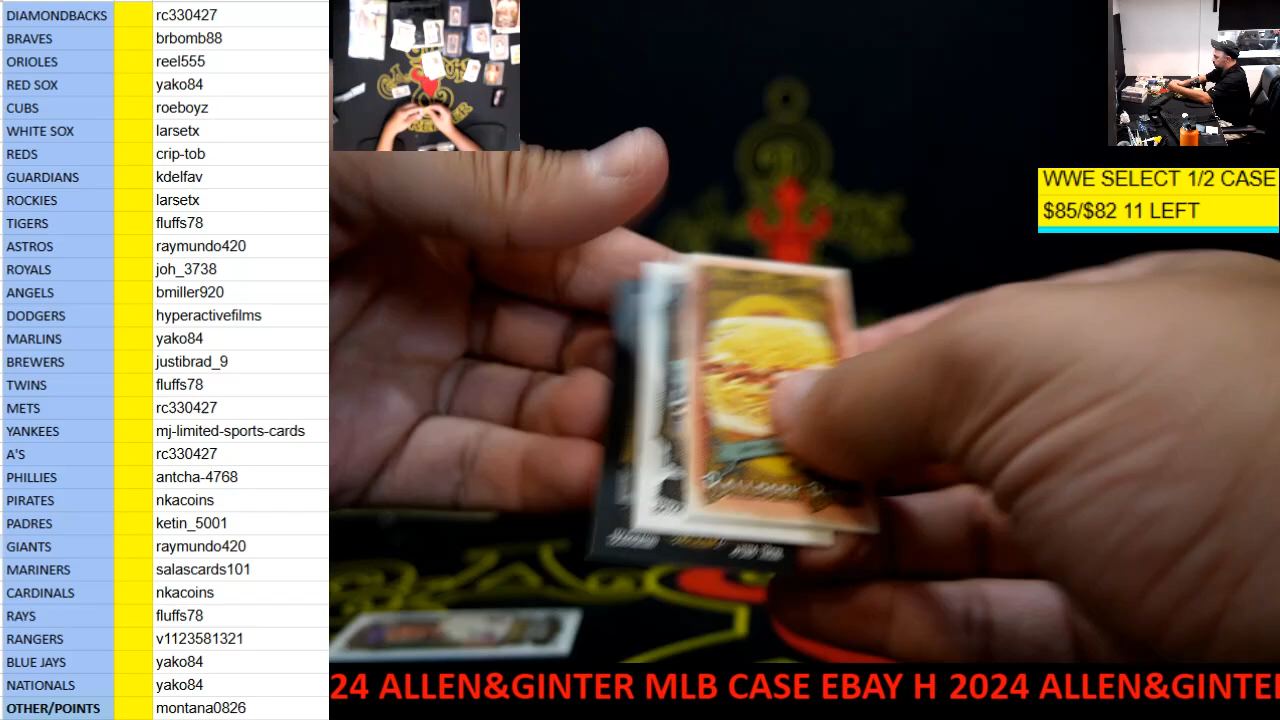 DIAMONDBACKS rc330427
BRAVES brbomb88
ORIOLES reel555
RED SOX yako84
CUBS roeboyz
WHITE SOX larsetx
REDS crip-tob
GUARDIANS kdelfav
ROCKIES larsetx
TIGERS fluffs78
ASTROS raymundo420
ROYALS joh_3738
ANGELS bmiller920
DODGERS hyperactivefilms
MARLINS yako84
BREWERS justibrad_9
TWINS fluffs78
METS rc330427
YANKEES mj-limited-sports-cards
A'S rc330427
PHILLIES antcha-4768
PIRATES nkacoins
PADRES ketin_5001
GIANTS raymundo420
MARINERS salascards101
CARDINALS nkacoins
RAYS fluffs78
RANGERS v1123581321
BLUE JAYS yako84
NATIONALS yako84
OTHER/POINTS montana0826
WWE SELECT 1/2 CASE
$85/$82 11 LEFT
24 ALLEN&GINTER MLB CASE EBAY H 2024 ALLEN&GINTE